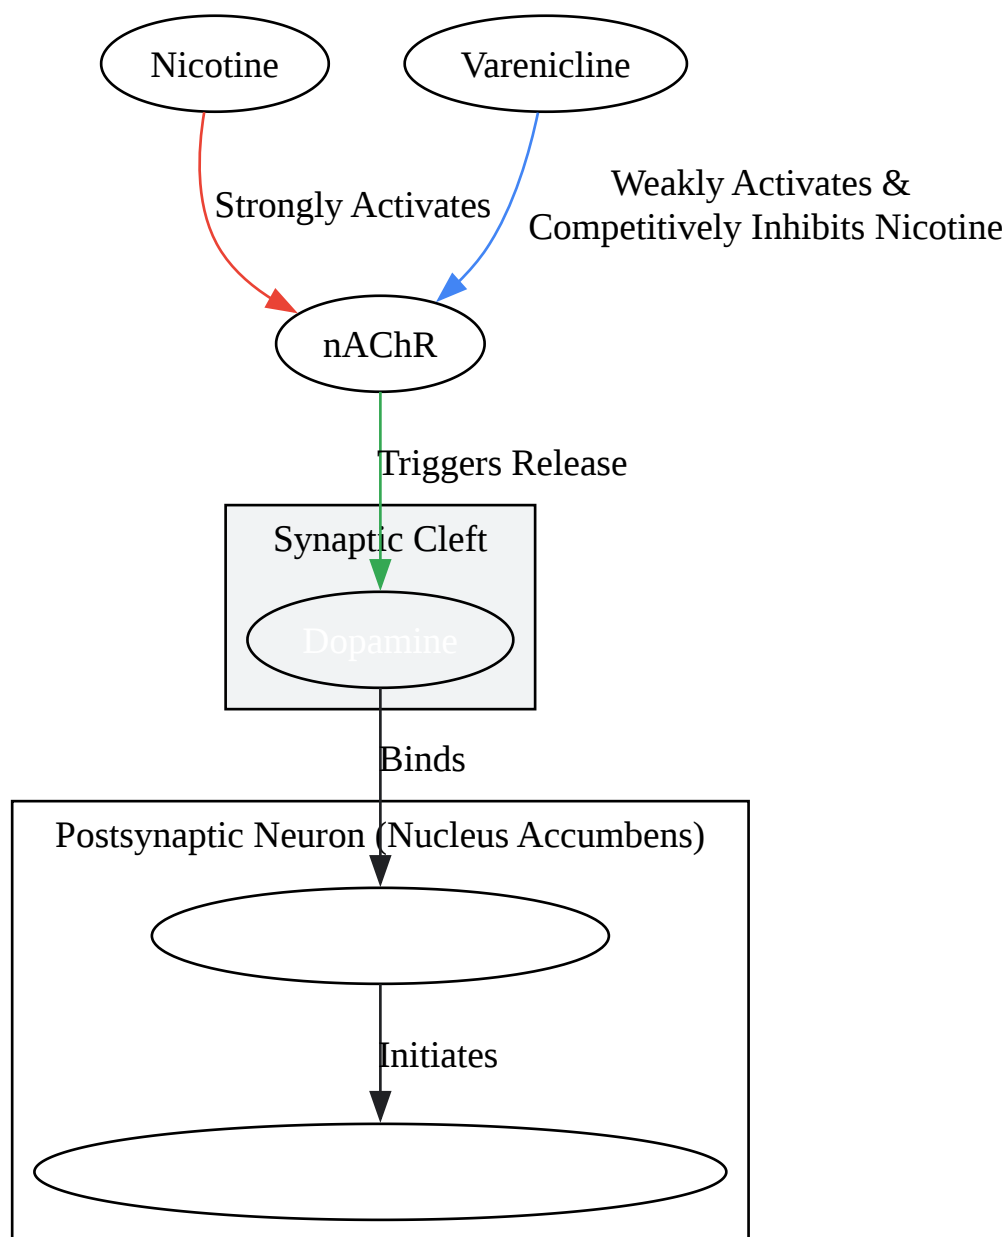 Nicotine
Varenicline
Strongly Activates
Weakly Activates &
Competitively Inhibits Nicotine
nAChR
Triggers Release
Synaptic Cleft
Dopamine
Binds
Postsynaptic Neuron (Nucleus Accumbens)
Initiates